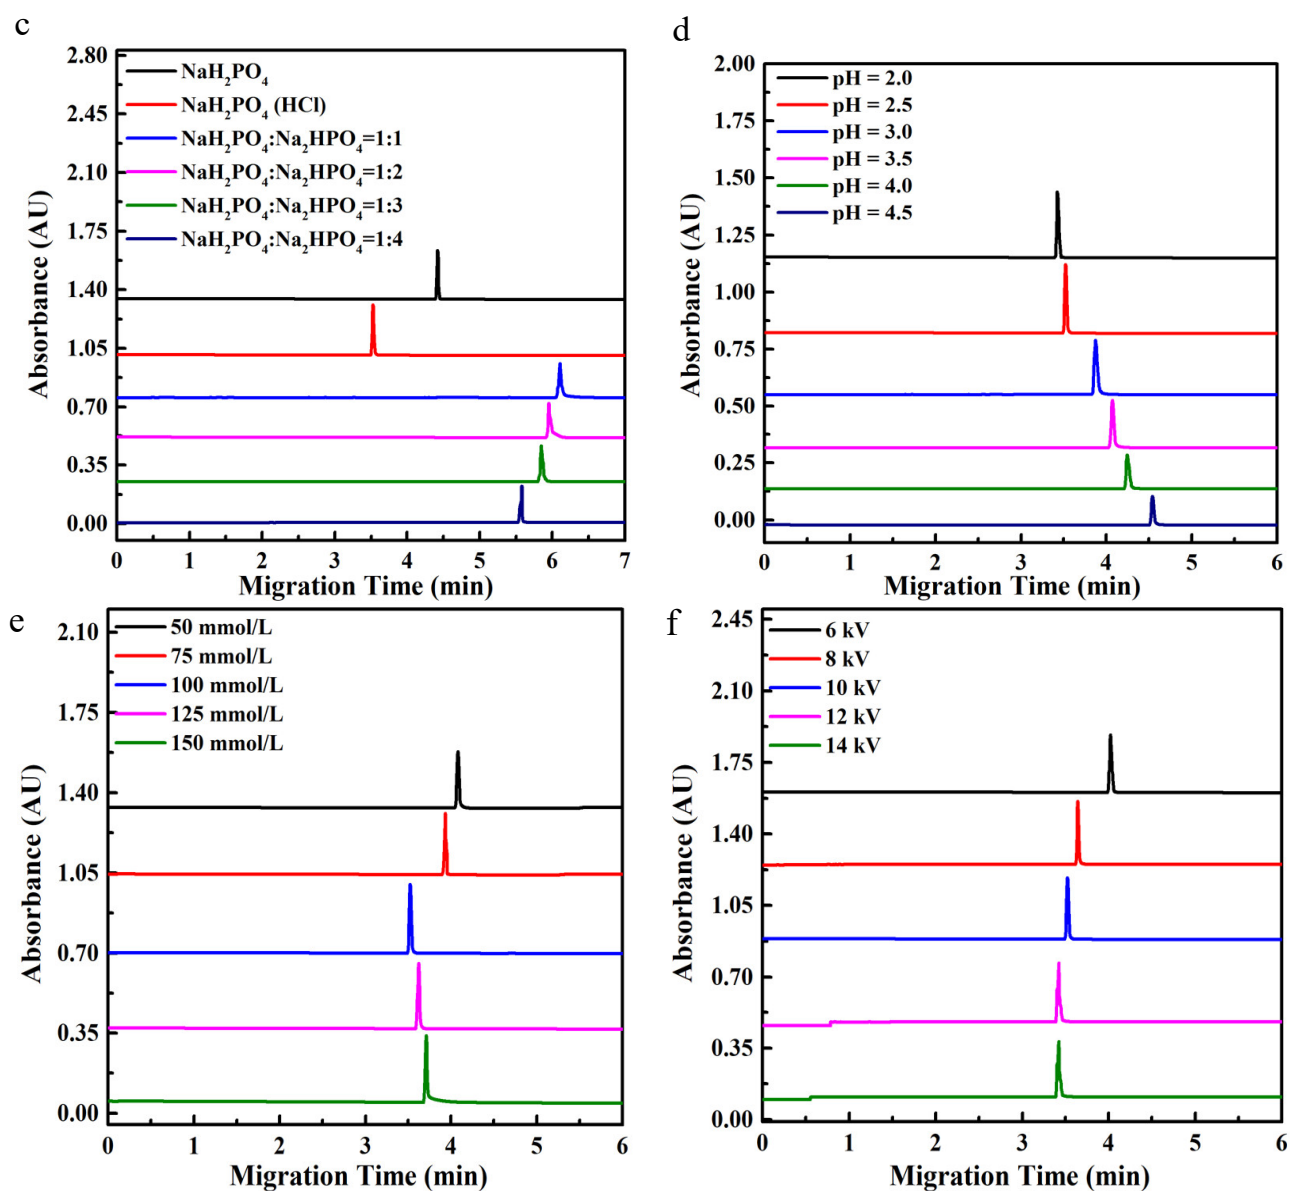 c
2.80
2.45
2.10
1.75
1.40
1.05
0.70
0.35
0.00
Absorbance (AU)
NaH₂PO₄
NaH₂PO₄ (HCl)
NaH₂PO₄:Na₂HPO₄=1:1
NaH₂PO₄:Na₂HPO₄=1:2
NaH₂PO₄:Na₂HPO₄=1:3
NaH₂PO₄:Na₂HPO₄=1:4
0 1 2 3 4 5 6 7
Migration Time (min)
d
2.00
1.75
1.50
1.25
1.00
0.75
0.50
0.25
0.00
Absorbance (AU)
pH = 2.0
pH = 2.5
pH = 3.0
pH = 3.5
pH = 4.0
pH = 4.5
0 1 2 3 4 5 6
Migration Time (min)
e
2.10
1.75
1.40
1.05
0.70
0.35
0.00
Absorbance (AU)
50 mmol/L
75 mmol/L
100 mmol/L
125 mmol/L
150 mmol/L
0 1 2 3 4 5 6
Migration Time (min)
f
2.45
2.10
1.75
1.40
1.05
0.70
0.35
0.00
Absorbance (AU)
6 kV
8 kV
10 kV
12 kV
14 kV
0 1 2 3 4 5 6
Migration Time (min)